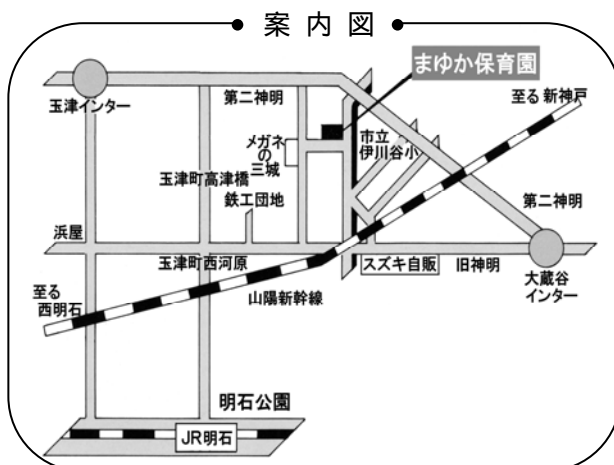 案内図
まゆか保育園
玉津インター
第二神明
至る 新神戸
メガネの三城
市立
伊川谷小
玉津町高津橋
鉄工団地
第二神明
浜屋
玉津町西河原
スズキ自販
旧神明
大蔵谷
インター
至る
西明石
山陽新幹線
明石公園
JR明石